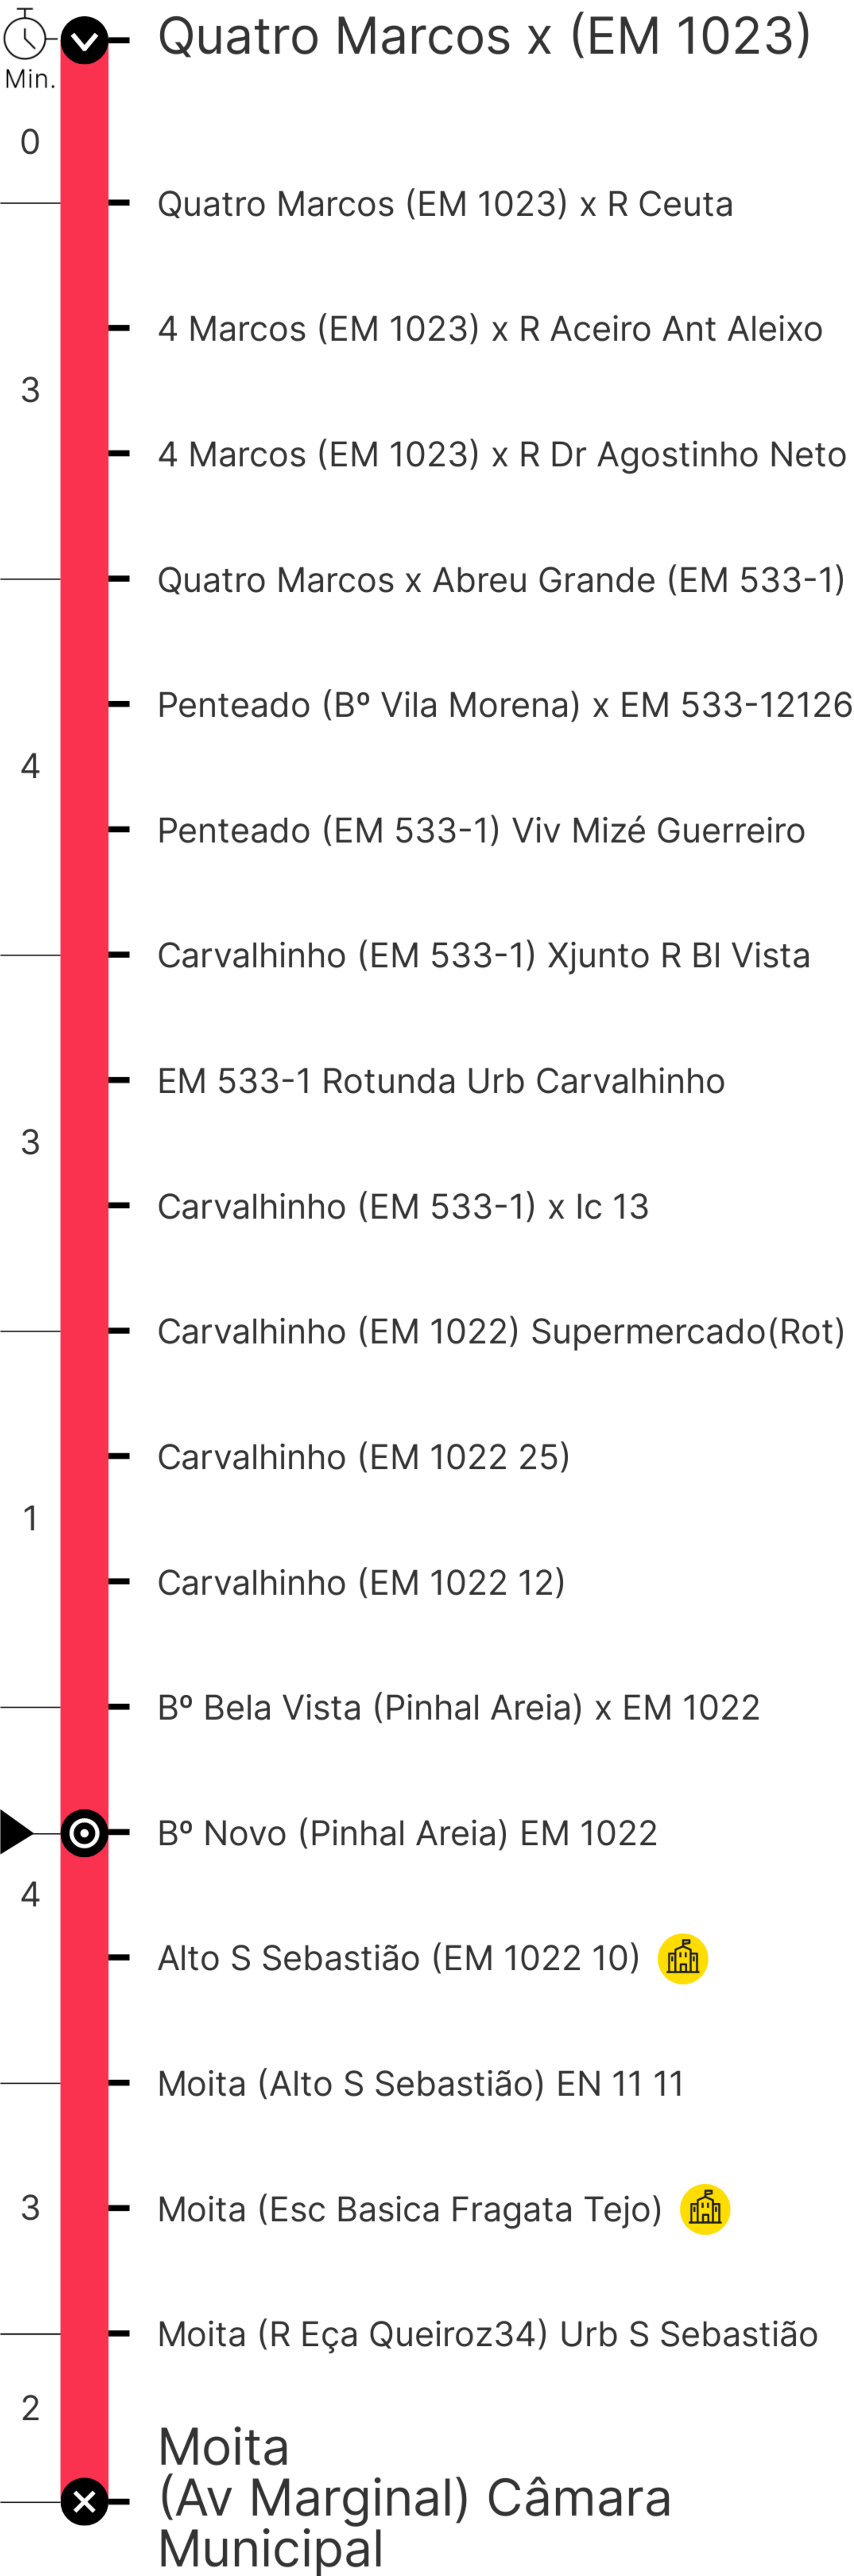 Quatro Marcos x (EM 1023)
Min.
0
Quatro Marcos (EM 1023) x R Ceuta
4 Marcos (EM 1023) x R Aceiro Ant Aleixo
3
4 Marcos (EM 1023) x R Dr Agostinho Neto
Quatro Marcos x Abreu Grande (EM 533-1)
Penteado (Bº Vila Morena) x EM 533-12126
4
Penteado (EM 533-1) Viv Mizé Guerreiro
Carvalhinho (EM 533-1) Xjunto R Bl Vista
EM 533-1 Rotunda Urb Carvalhinho
3
Carvalhinho (EM 533-1) x Ic 13
Carvalhinho (EM 1022) Supermercado(Rot)
Carvalhinho (EM 1022 25)
1
Carvalhinho (EM 1022 12)
Bº Bela Vista (Pinhal Areia) x EM 1022
Bº Novo (Pinhal Areia) EM 1022
4
Alto S Sebastião (EM 1022 10)
Moita (Alto S Sebastião) EN 11 11
3
Moita (Esc Basica Fragata Tejo)
Moita (R Eça Queiroz34) Urb S Sebastião
2
Moita
(Av Marginal) Câmara
Municipal